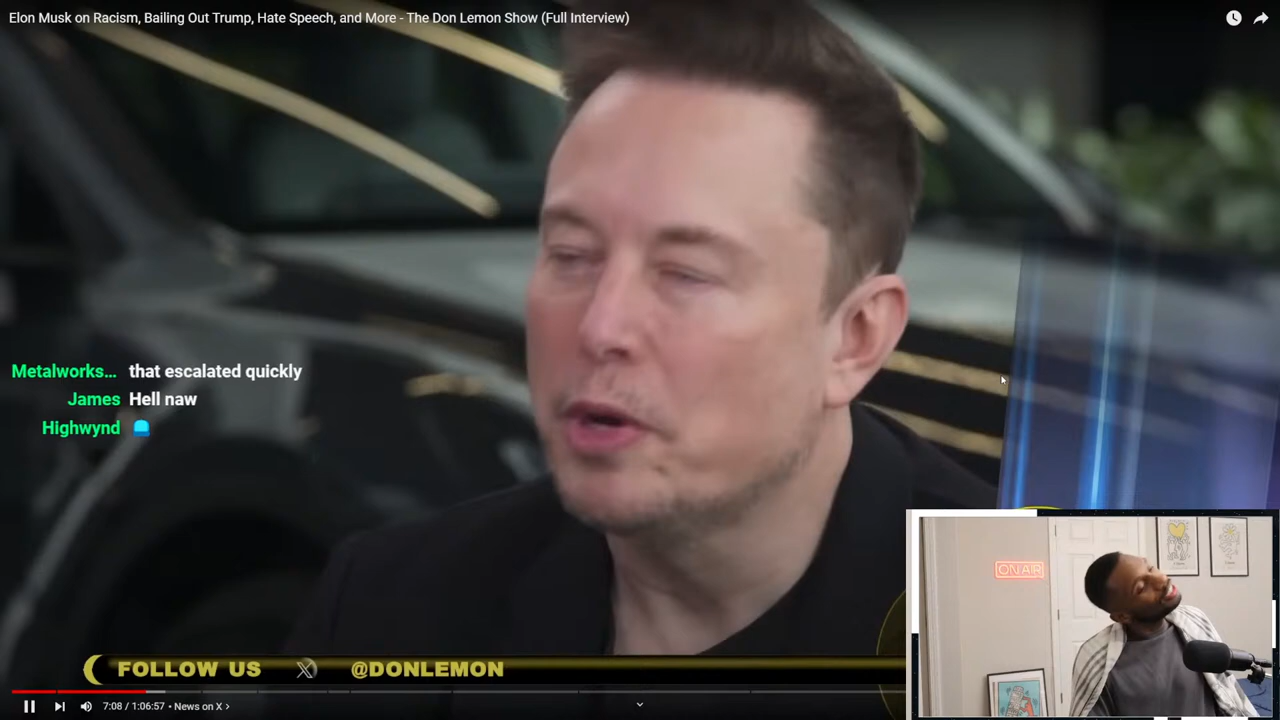 Elon Musk on Racism, Bailing Out Trump, Hate Speech, and More - The Don Lemon Show (Full Interview)
Metalworks... that escalated quickly
James Hell naw
Highwynd
ON AIR
FOLLOW US X @DONLEMON
7:08 / 1:06:57 • News on X >